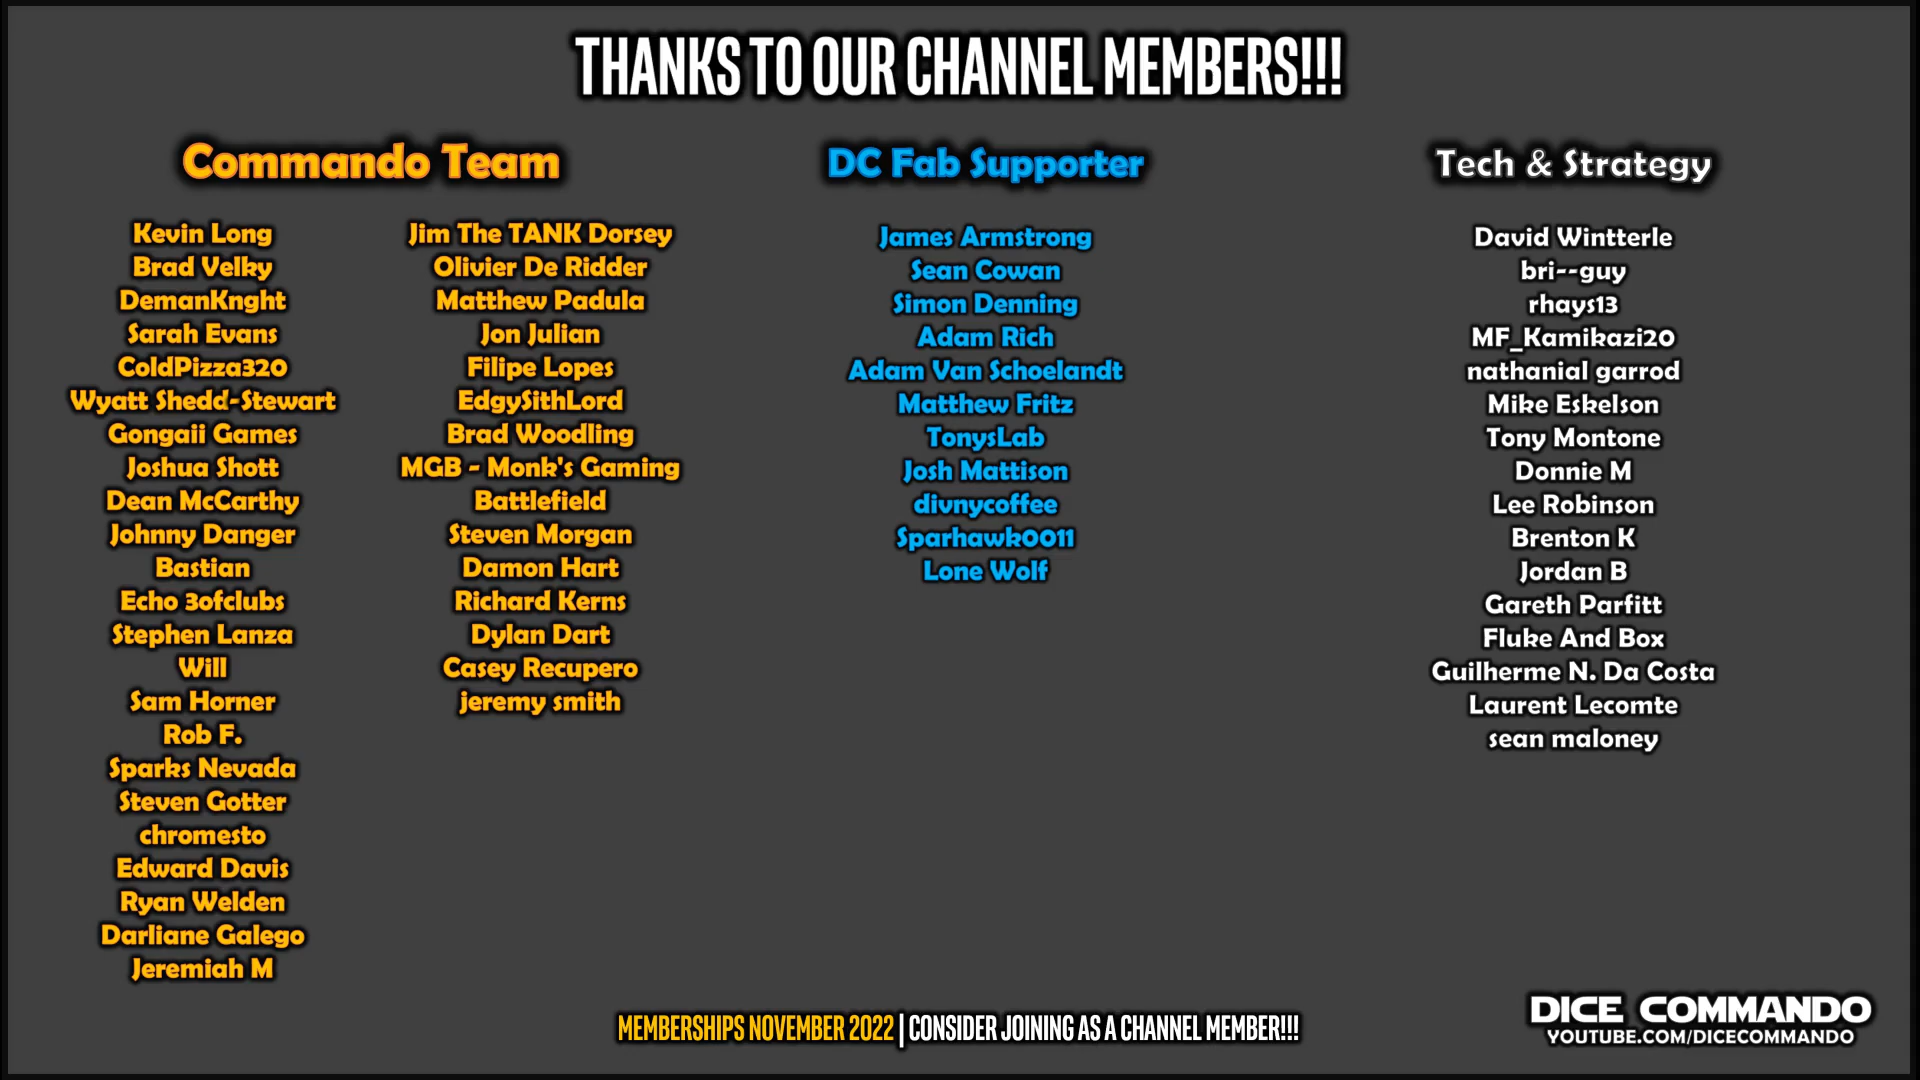 THANKS TO OUR CHANNEL MEMBERS!!!
Commando Team
Kevin Long
Brad Velky
DemanKnght
Sarah Evans
ColdPizza320
Wyatt Shedd-Stewart
Gongaii Games
Joshua Shott
Dean McCarthy
Johnny Danger
Bastian
Echo 3ofclubs
Stephen Lanza
Will
Sam Horner
Rob F.
Sparks Nevada
Steven Gotter
chromesto
Edward Davis
Ryan Welden
Darliane Galego
Jeremiah M
Jim The TANK Dorsey
Olivier De Ridder
Matthew Padula
Jon Julian
Filipe Lopes
EdgySithLord
Brad Woodling
MGB - Monk's Gaming
Battlefield
Steven Morgan
Damon Hart
Richard Kerns
Dylan Dart
Casey Recupero
jeremy smith
DC Fab Supporter
James Armstrong
Sean Cowan
Simon Denning
Adam Rich
Adam Van Schoelandt
Matthew Fritz
TonysLab
Josh Mattison
divnycoffee
Sparhawk0011
Lone Wolf
Tech & Strategy
David Wintterle
bri--guy
rhays13
MF_Kamikazi20
nathanial garrod
Mike Eskelson
Tony Montone
Donnie M
Lee Robinson
Brenton K
Jordan B
Gareth Parfitt
Fluke And Box
Guilherme N. Da Costa
Laurent Lecomte
sean maloney
MEMBERSHIPS NOVEMBER 2022 | CONSIDER JOINING AS A CHANNEL MEMBER!!!
DICE COMMANDO
YOUTUBE.COM/DICECOMMANDO